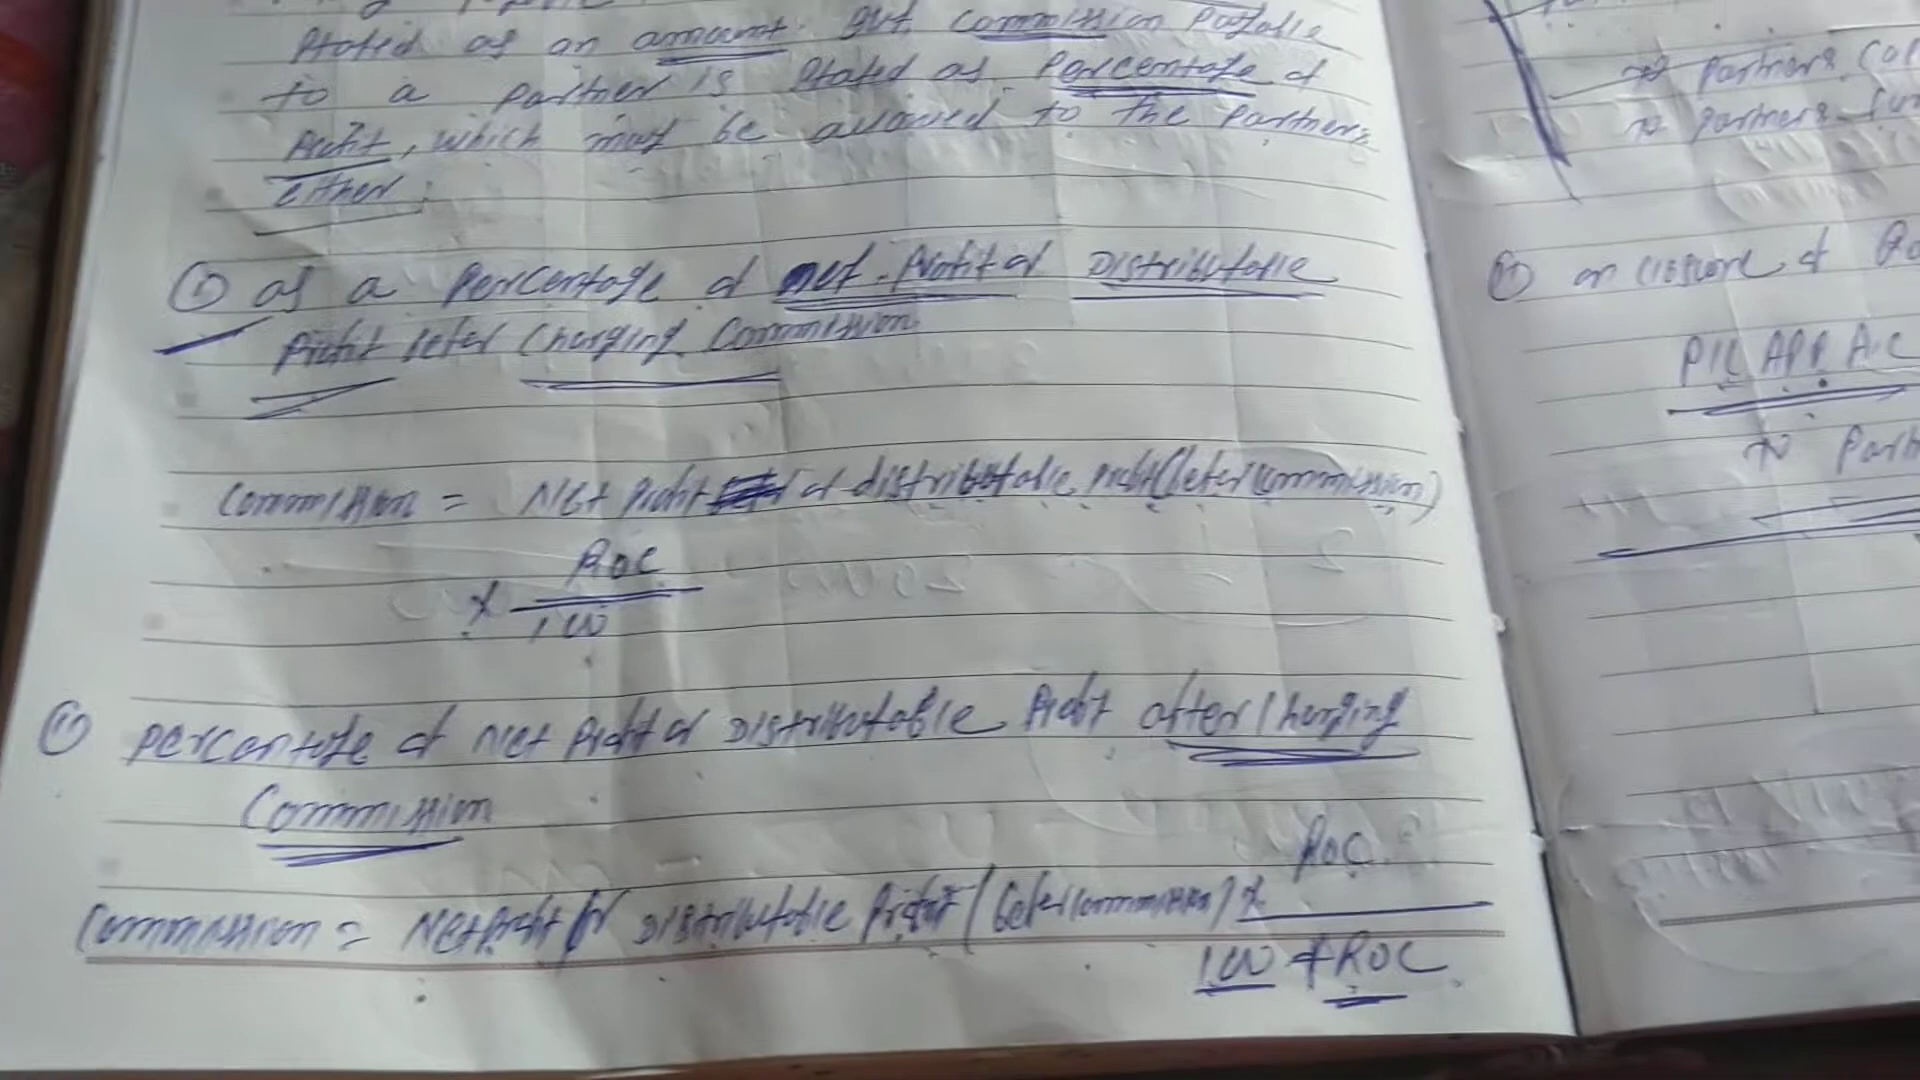 Stated as an amount. But commission Payable
to a partner is stated as Percentage of
Profit, which may be allowed to the Partners
either:
(i) as a Percentage of net Profit or Distributable
Profit before Charging Commission.
Commission = Net Profit or distributable profit (before commission)
× ROC
100
(ii) Percentage of Net Profit or Distributable Profit after charging
Commission
Commission = Net Profit or Distributable Profit (before commission) × ROC
100 + ROC
→ partners
→ partners
of
P/L APP A/C
→